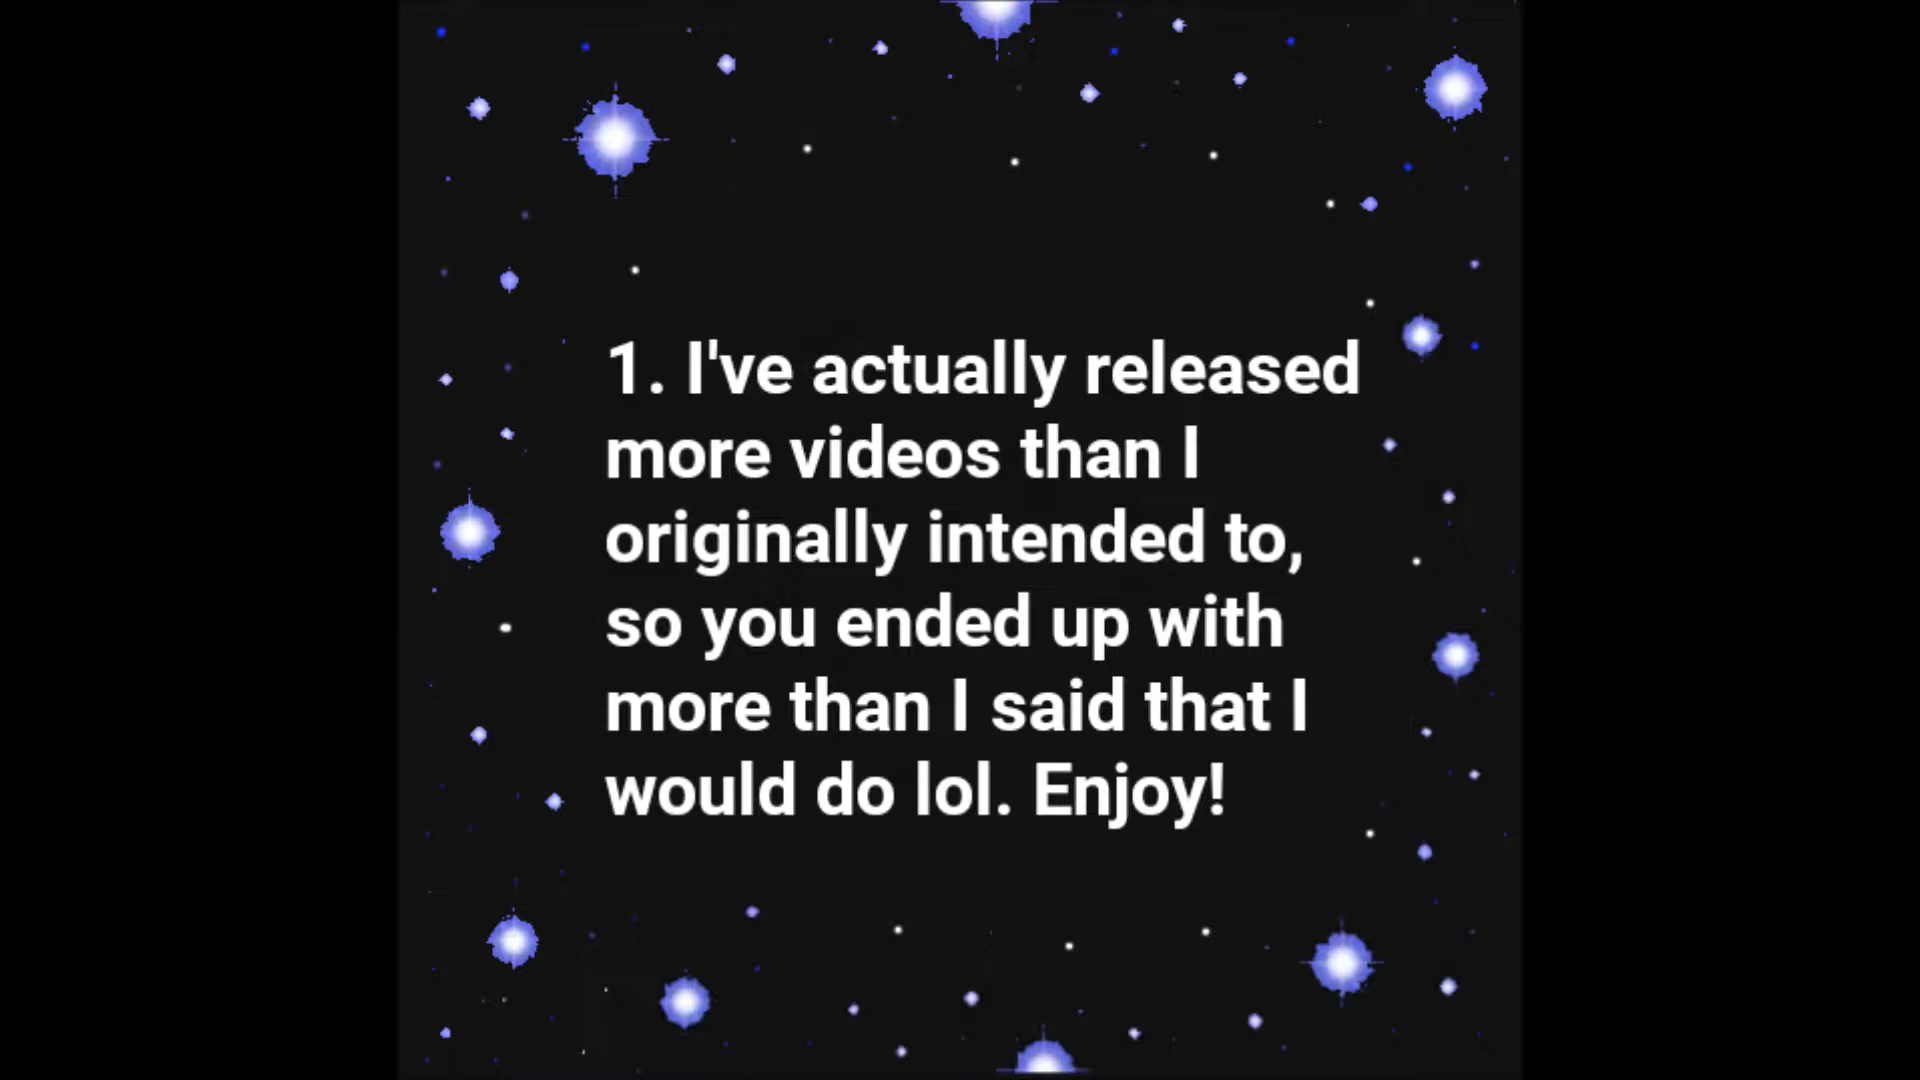 1. I've actually released
more videos than I
originally intended to,
so you ended up with
more than I said that I
would do lol. Enjoy!